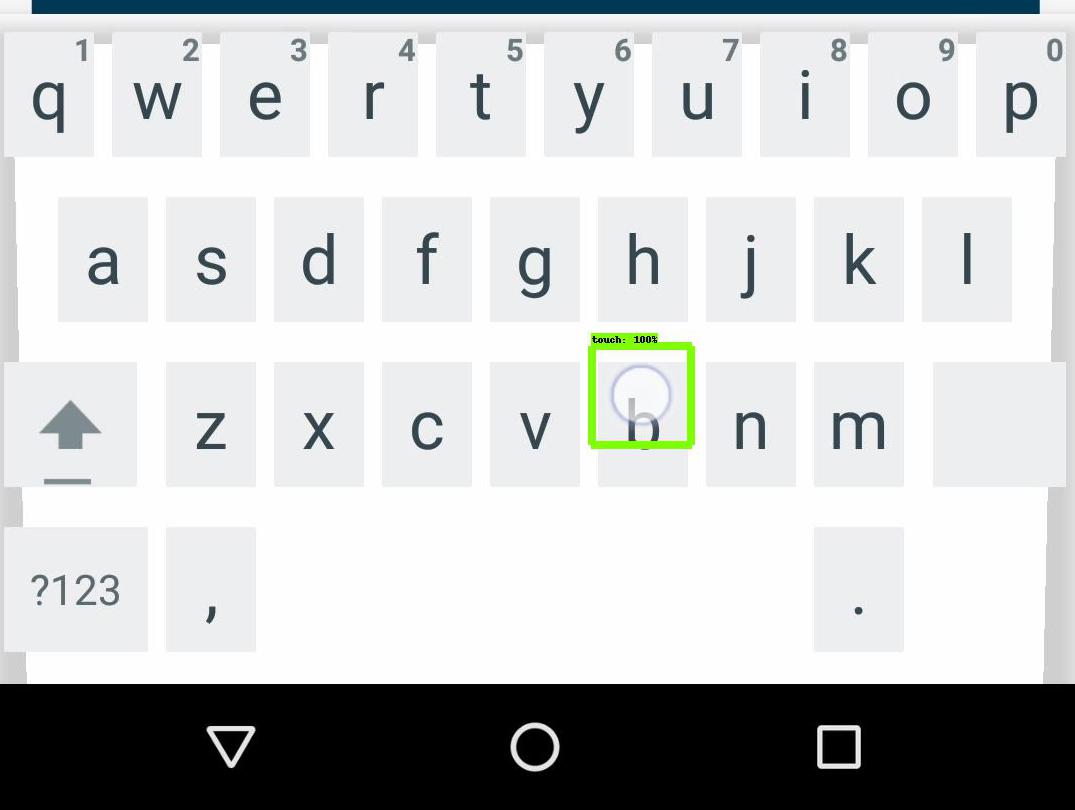 1 2 3 4 5 6 7 8 9 0
q w e r t y u i o p
a s d f g h j k l
touch: 100%
z x c v b n m
?123 , .